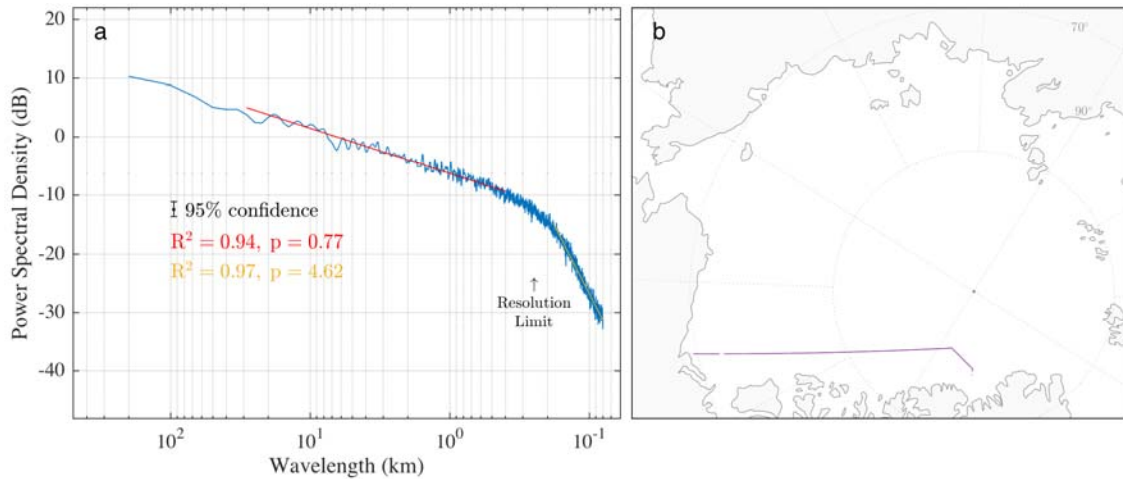 a
20
10
0
-10
-20
-30
-40
Power Spectral Density (dB)
95% confidence
R² = 0.94, p = 0.77
R² = 0.97, p = 4.62
↑
Resolution
Limit
10² 10¹ 10⁰ 10⁻¹
Wavelength (km)
b
70°
90°